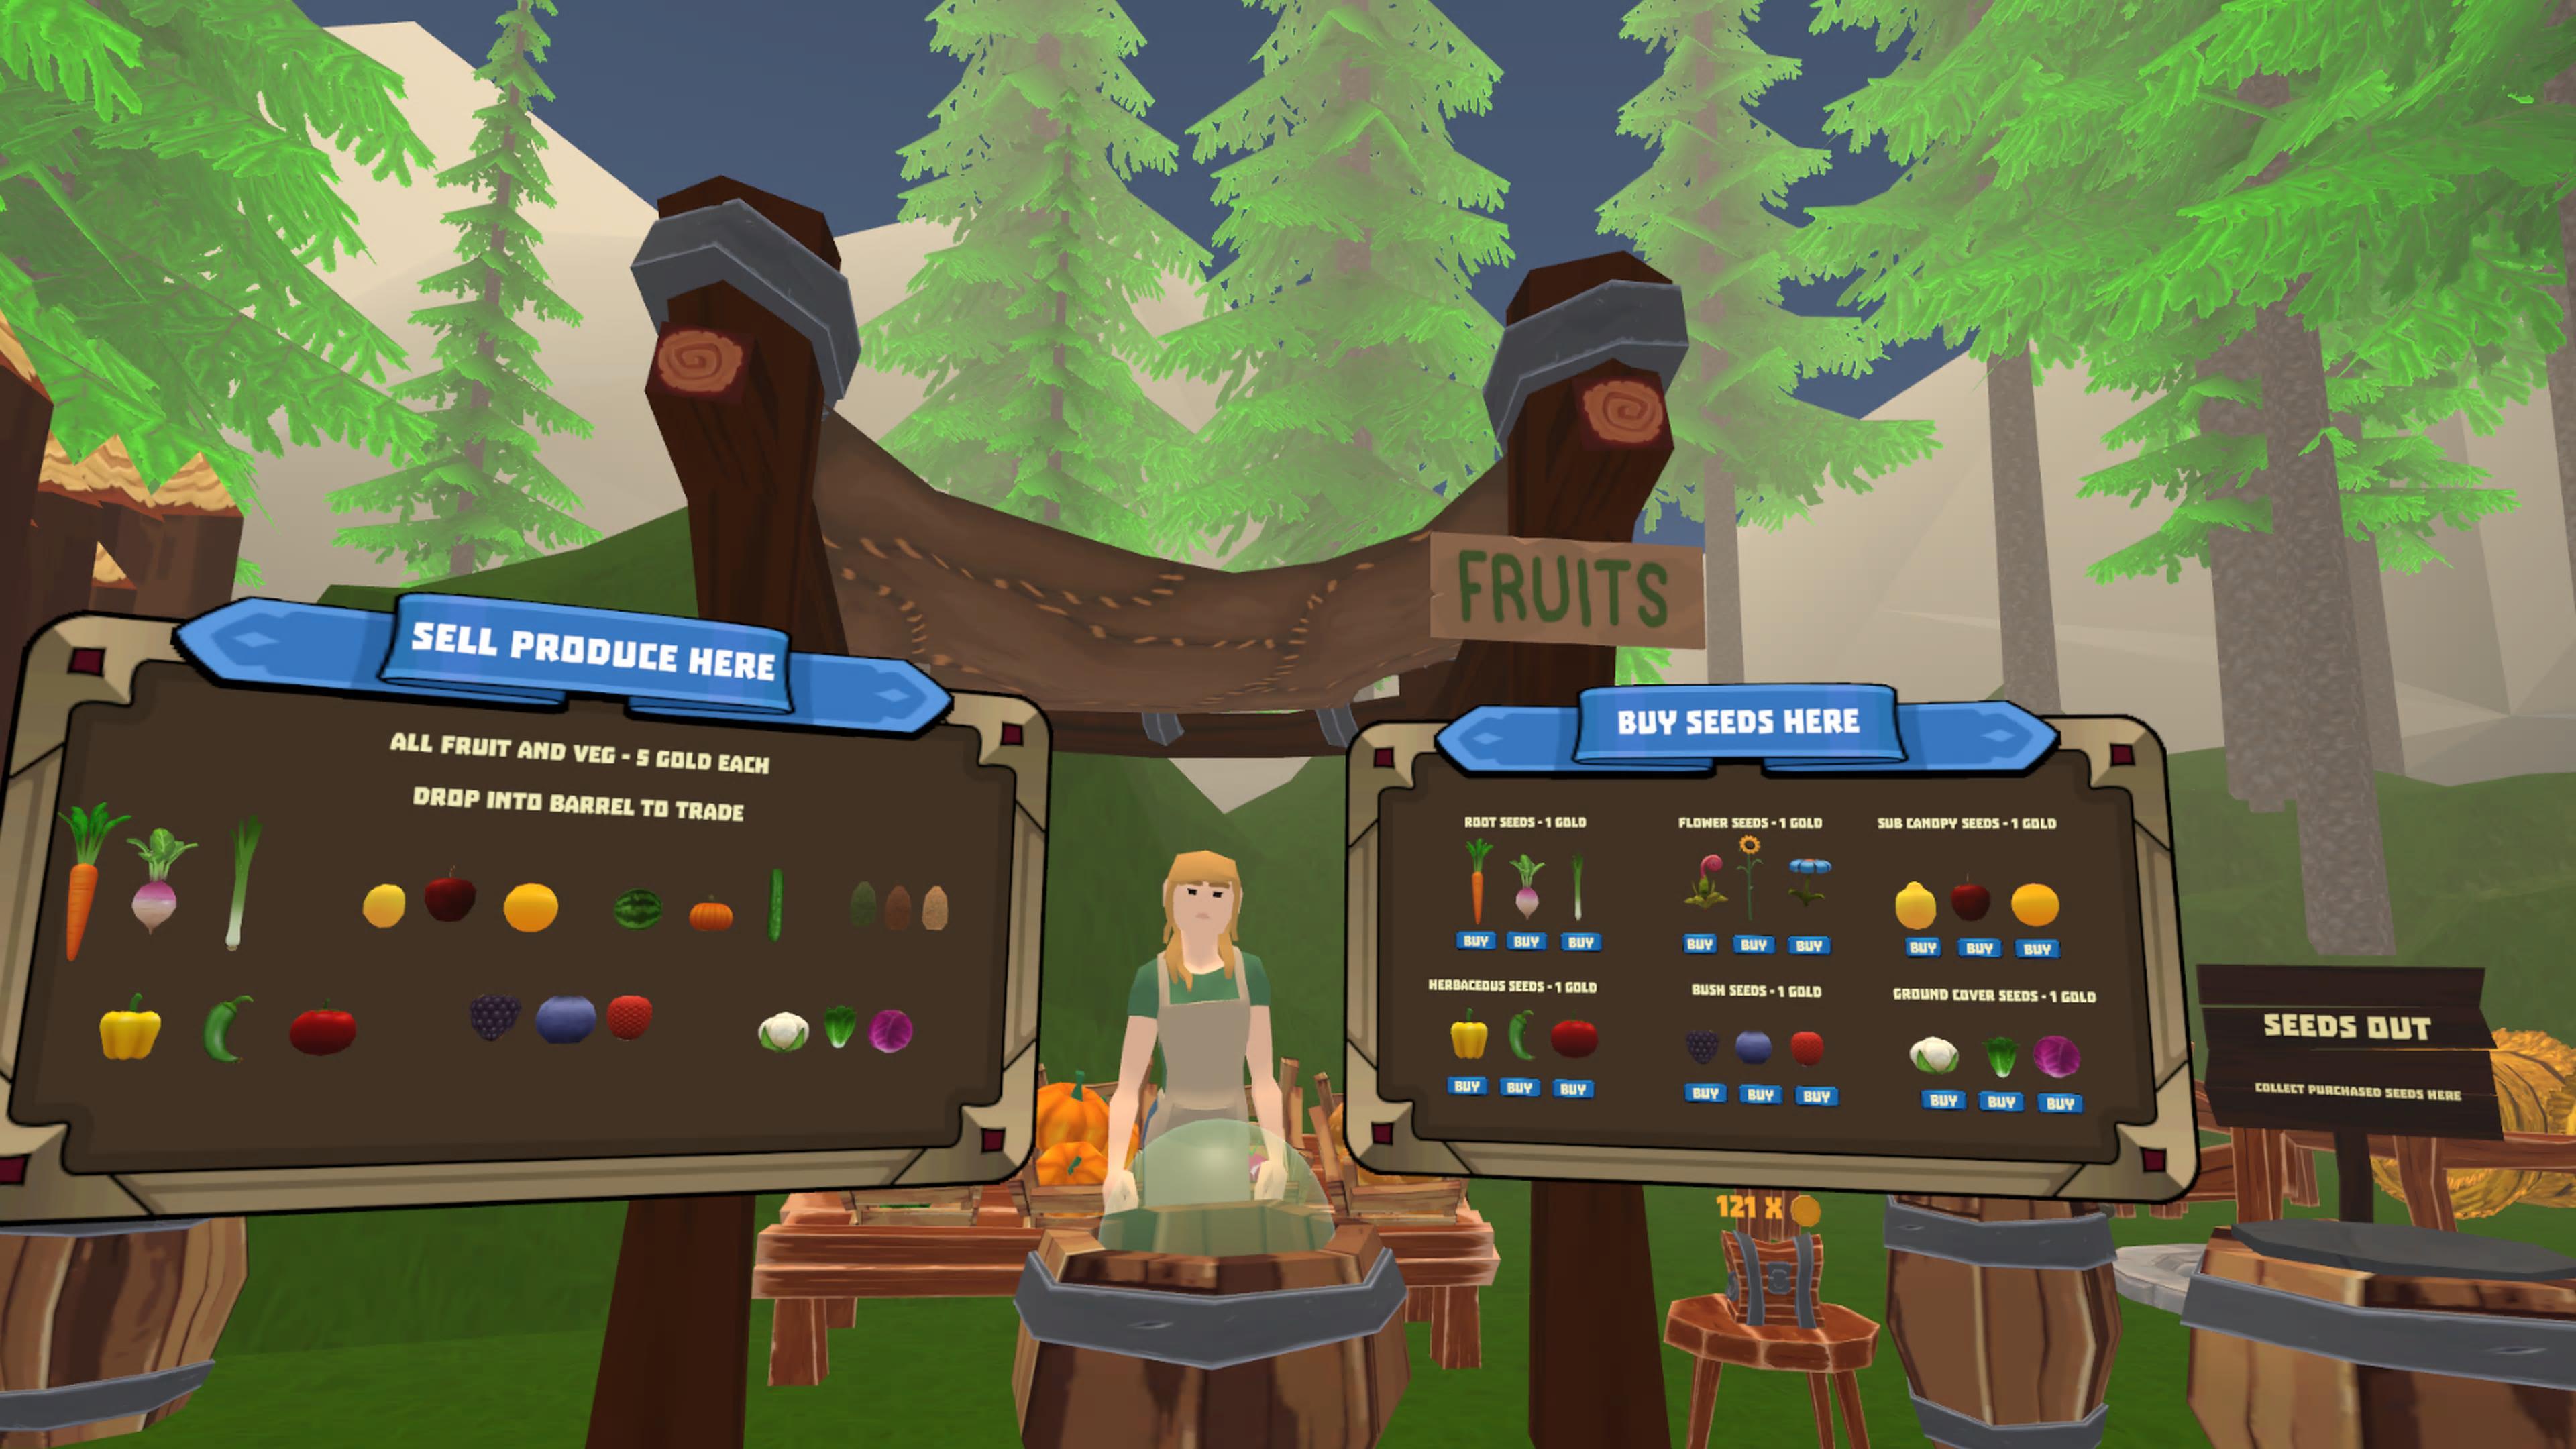 FRUITS
SELL PRODUCE HERE
ALL FRUIT AND VEG - 5 GOLD EACH
DROP INTO BARREL TO TRADE
BUY SEEDS HERE
ROOT SEEDS - 1 GOLD
FLOWER SEEDS - 1 GOLD
SUB CANOPY SEEDS - 1 GOLD
BUY BUY BUY
BUY BUY BUY
BUY BUY BUY
HERBACEOUS SEEDS - 1 GOLD
BUSH SEEDS - 1 GOLD
GROUND COVER SEEDS - 1 GOLD
BUY BUY BUY
BUY BUY BUY
BUY BUY BUY
SEEDS OUT
COLLECT PURCHASED SEEDS HERE
121 X